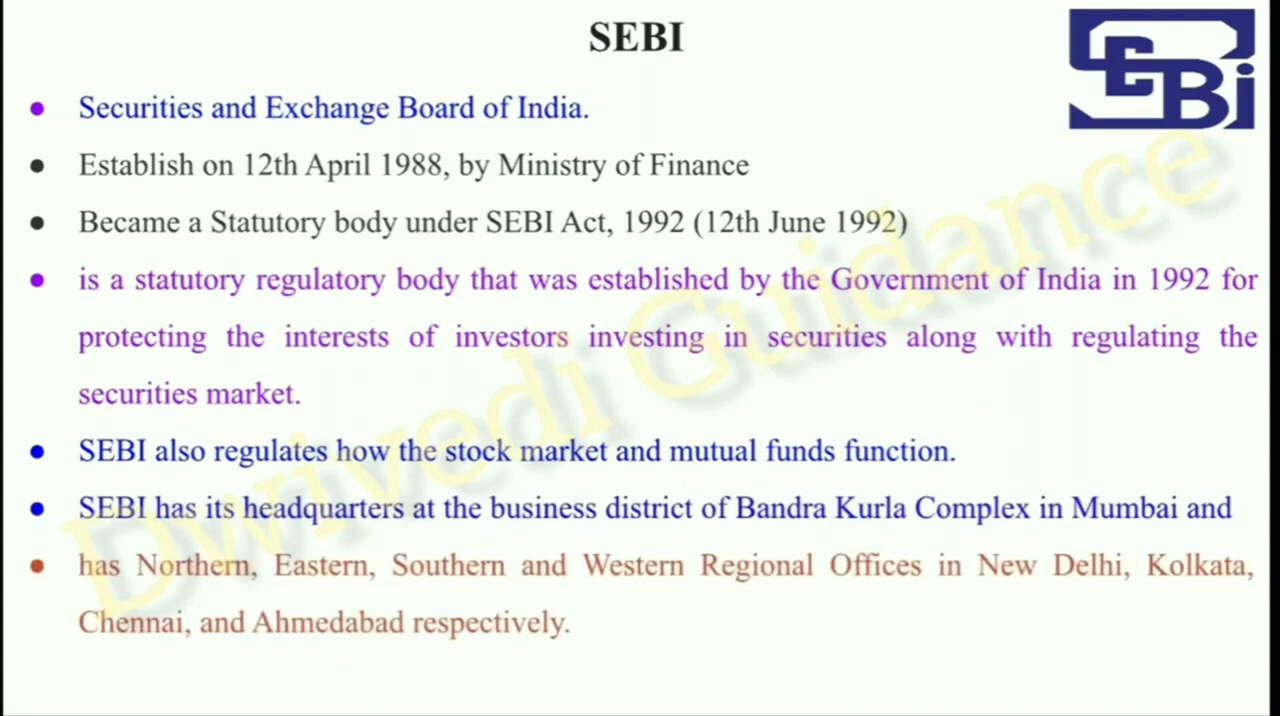 SEBI
SEBi
• Securities and Exchange Board of India.
• Establish on 12th April 1988, by Ministry of Finance
• Became a Statutory body under SEBI Act, 1992 (12th June 1992)
• is a statutory regulatory body that was established by the Government of India in 1992 for
protecting the interests of investors investing in securities along with regulating the
securities market.
• SEBI also regulates how the stock market and mutual funds function.
• SEBI has its headquarters at the business district of Bandra Kurla Complex in Mumbai and
• has Northern, Eastern, Southern and Western Regional Offices in New Delhi, Kolkata,
Chennai, and Ahmedabad respectively.
Dwivedi Guidance